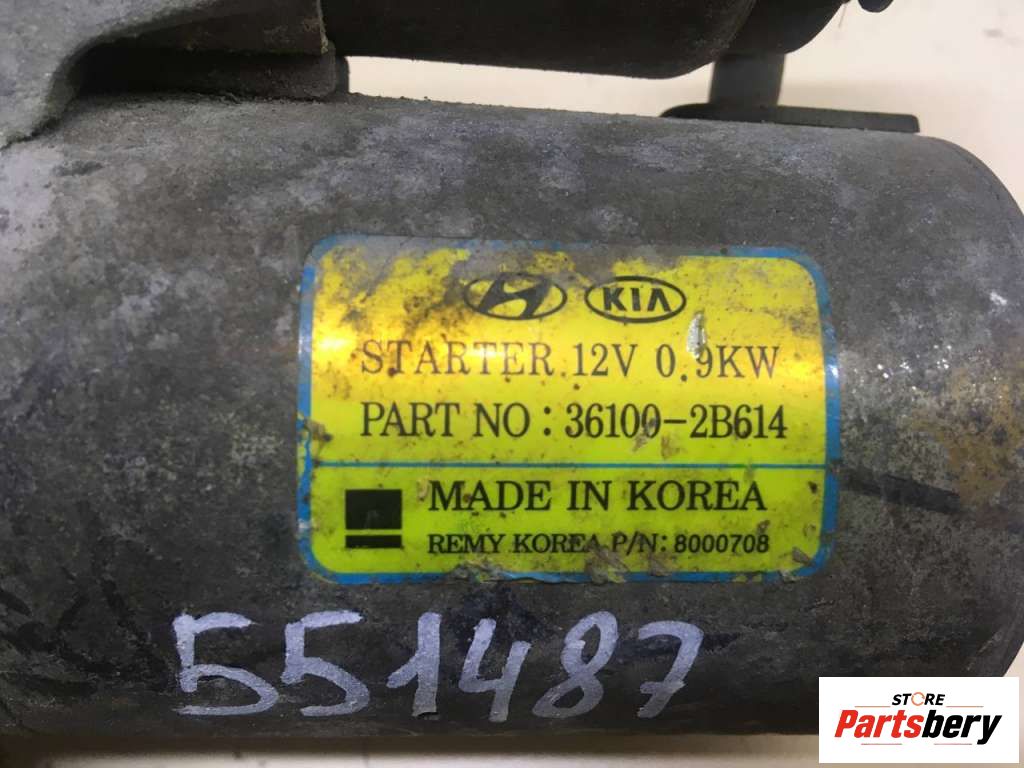 KIA
STARTER 12V 0.9KW
PART NO : 36100-2B614
MADE IN KOREA
REMY KOREA P/N: 8000708
551487
STORE
Partsbery